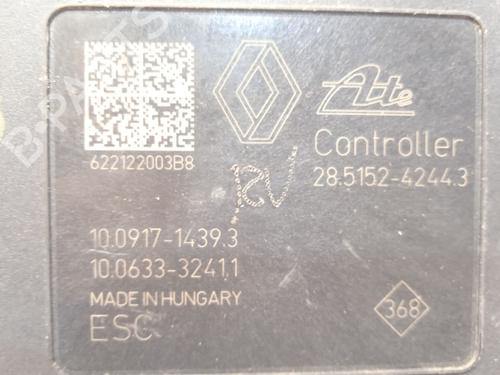 Ate
Controller
622122003B8
28.5152-4244.3
12V
10.0917-1439.3
10.0633-3241.1
MADE IN HUNGARY
ESC
368
B-PARTS